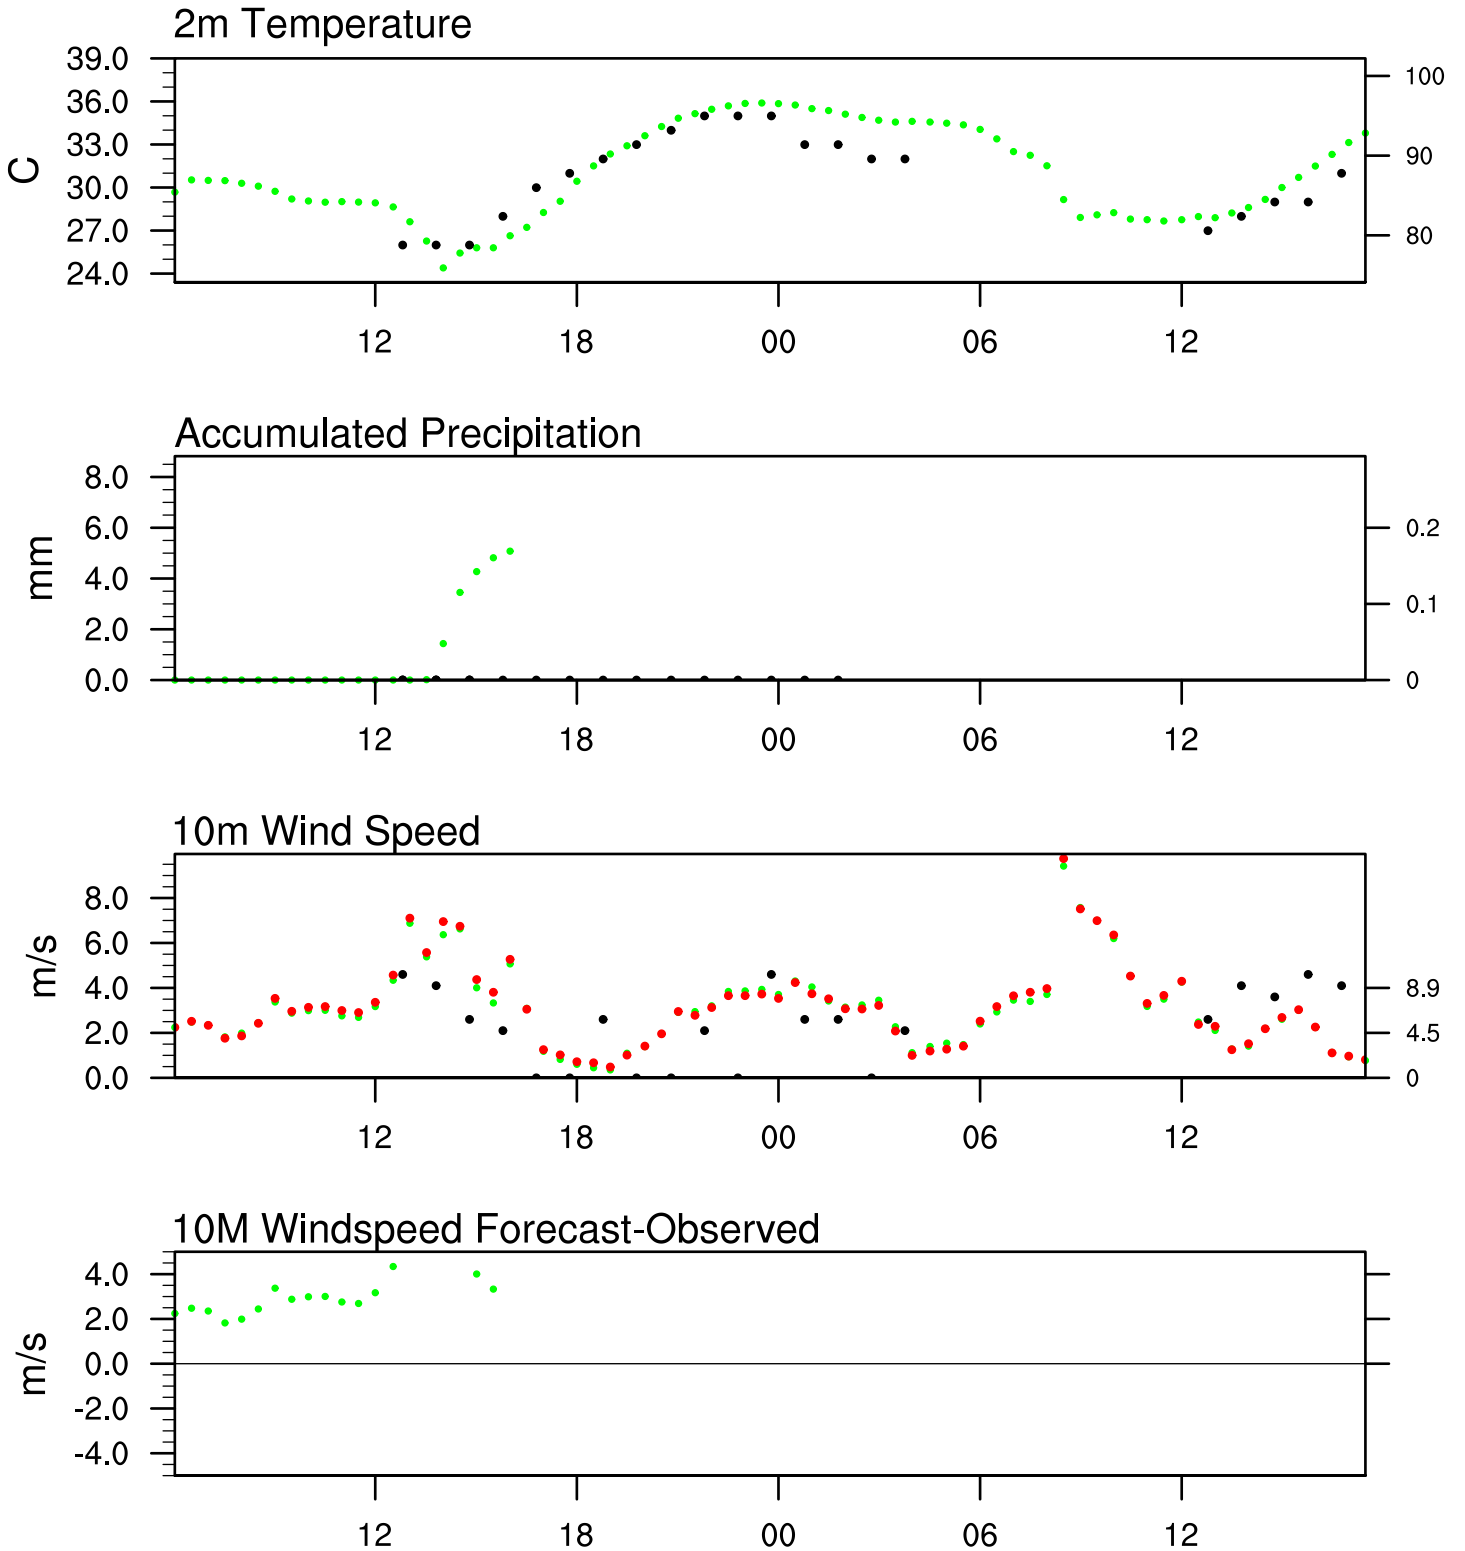 2m Temperature
39.0
36.0
33.0
30.0
27.0
24.0
C
100
90
80
12 18 00 06 12
Accumulated Precipitation
8.0
6.0
4.0
2.0
0.0
mm
0.2
0.1
0
12 18 00 06 12
10m Wind Speed
8.0
6.0
4.0
2.0
0.0
m/s
8.9
4.5
0
12 18 00 06 12
10M Windspeed Forecast-Observed
4.0
2.0
0.0
-2.0
-4.0
m/s
12 18 00 06 12